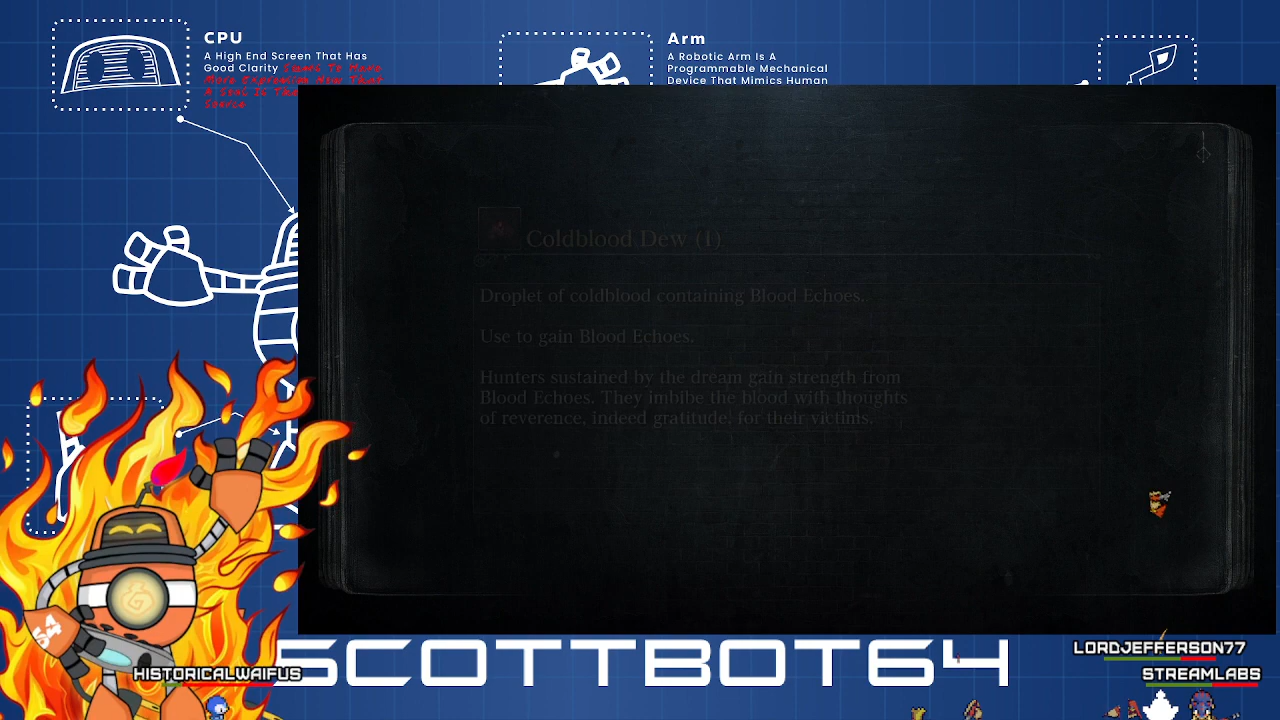 CPU
A High End Screen That Has
Good Clarity
Arm
A Robotic Arm Is A
Programmable Mechanical
Device That Mimics Human
Coldblood Dew (1)
Droplet of coldblood containing Blood Echoes.
Use to gain Blood Echoes.
Hunters sustained by the dream gain strength from
Blood Echoes. They imbibe the blood with thoughts
of reverence, indeed gratitude, for their victims.
64
SCOTTBOT64
HISTORICALWAIFUS
LORDJEFFERSON77
STREAMLABS